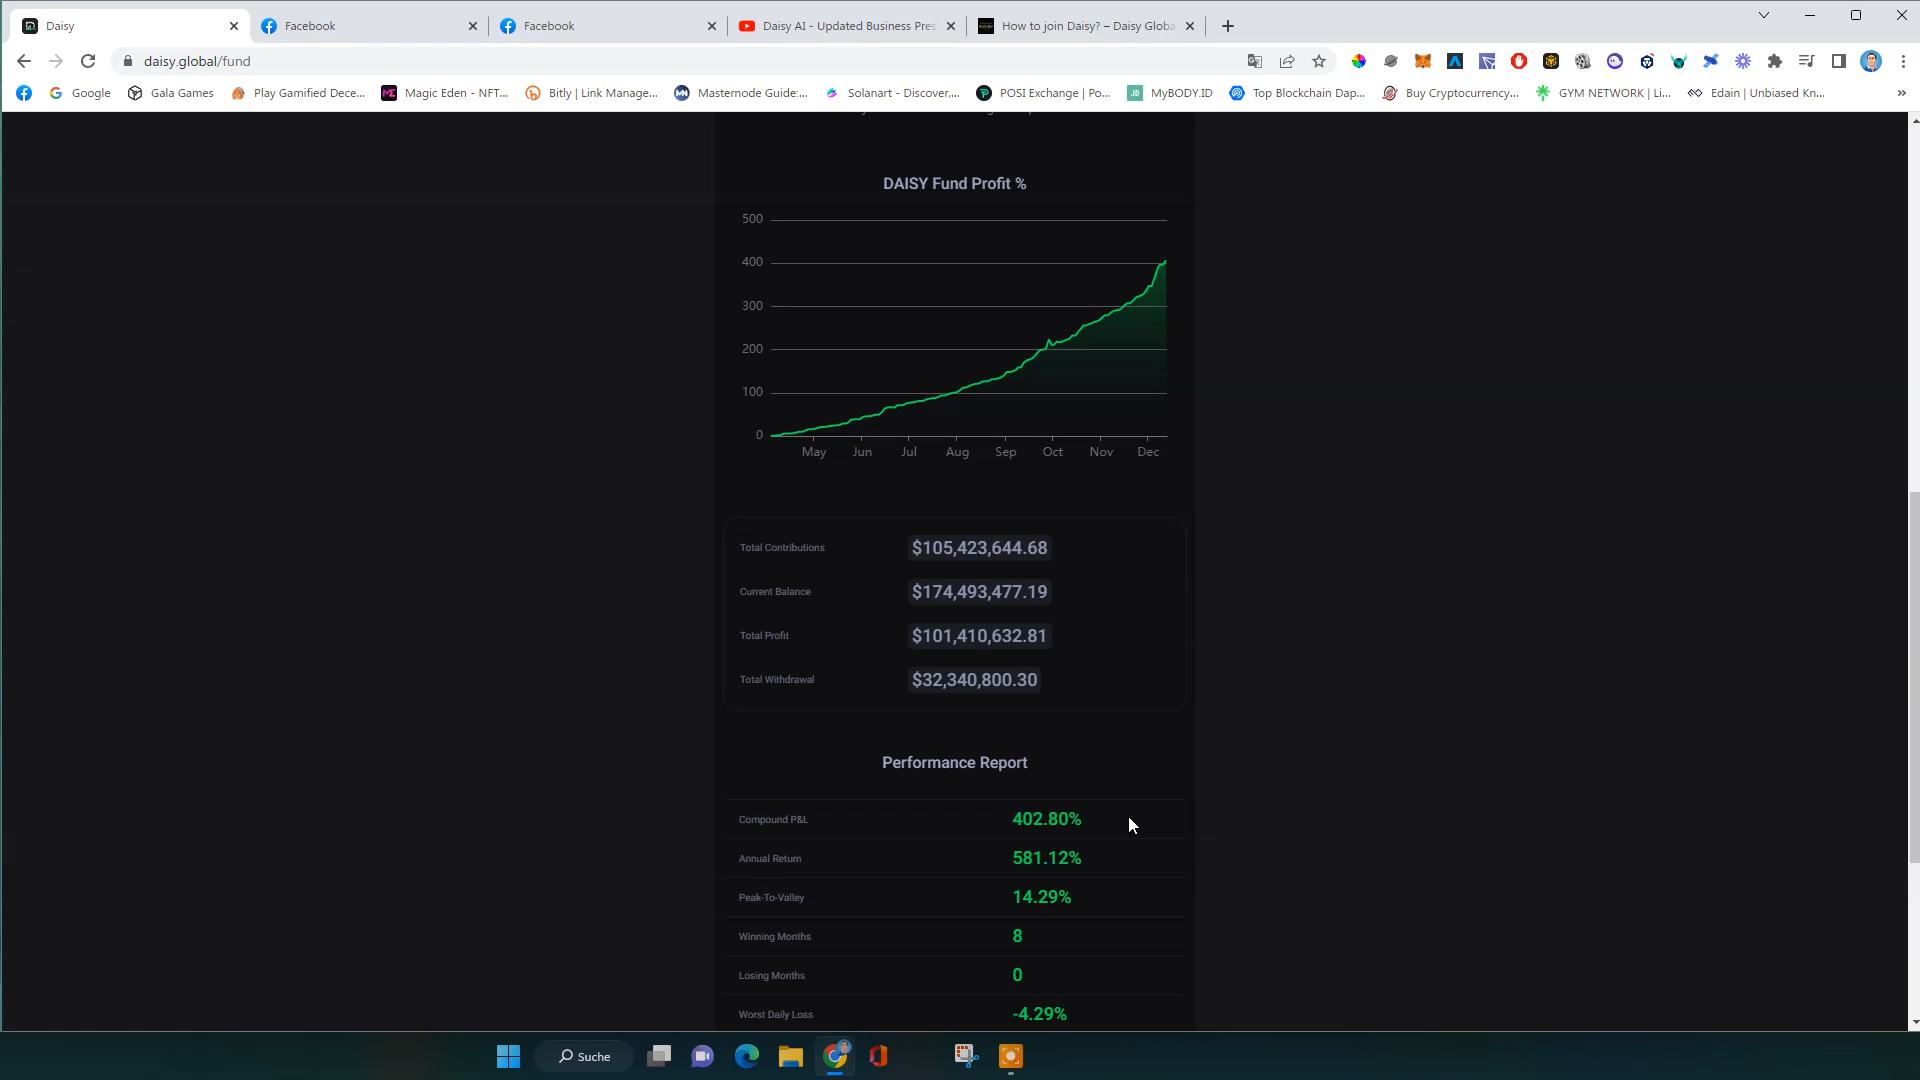 Daisy
Facebook
Facebook
Daisy AI - Updated Business Pres
How to join Daisy? – Daisy Globa
daisy.global/fund
Google
Gala Games
Play Gamified Dece...
Magic Eden - NFT...
Bitly | Link Manage...
Masternode Guide:...
Solanart - Discover,...
POSI Exchange | Po...
MyBODY.ID
Top Blockchain Dap...
Buy Cryptocurrency...
GYM NETWORK | Li...
Edain | Unbiased Kn...
DAISY Fund Profit %
500
400
300
200
100
0
May Jun Jul Aug Sep Oct Nov Dec
Total Contributions $105,423,644.68
Current Balance $174,493,477.19
Total Profit $101,410,632.81
Total Withdrawal $32,340,800.30
Performance Report
Compound P&L 402.80%
Annual Return 581.12%
Peak-To-Valley 14.29%
Winning Months 8
Losing Months 0
Worst Daily Loss -4.29%
Suche